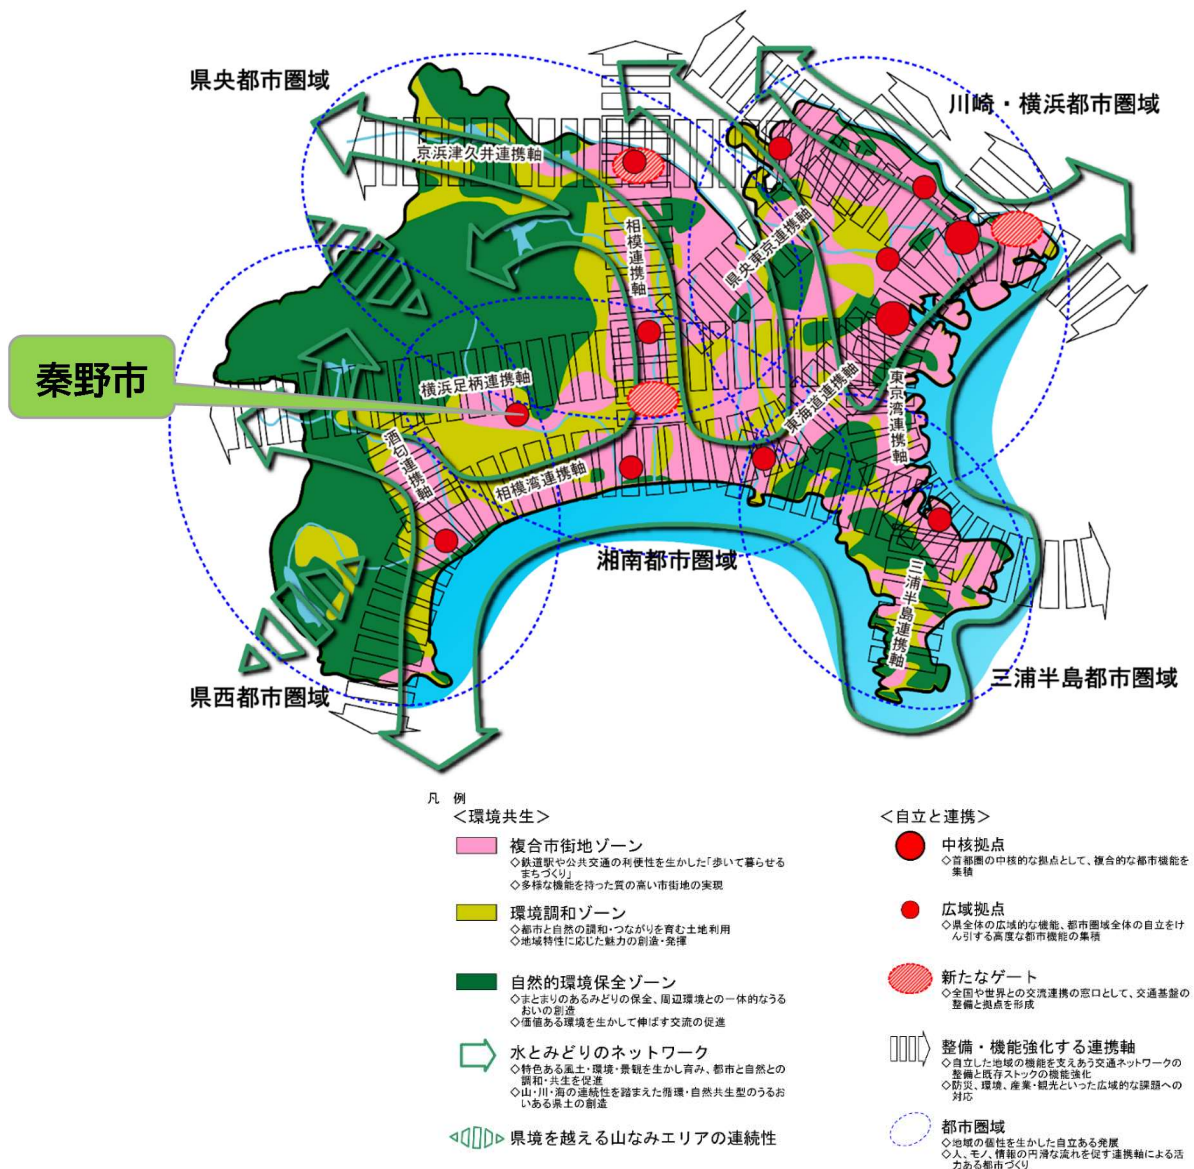 県央都市圏域
川崎・横浜都市圏域
京浜津久井連携軸
相模連携軸
県央東京連携軸
秦野市
横浜足柄連携軸
東海道連携軸
東京湾連携軸
酒匂連携軸
相模湾連携軸
湘南都市圏域
三浦半島連携軸
県西都市圏域
三浦半島都市圏域
凡 例
＜環境共生＞
複合市街地ゾーン
◇鉄道駅や公共交通の利便性を生かした「歩いて暮らせる
まちづくり」
◇多様な機能を持った質の高い市街地の実現
環境調和ゾーン
◇都市と自然の調和・つながりを育む土地利用
◇地域特性に応じた魅力の創造・発揮
自然的環境保全ゾーン
◇まとまりのあるみどりの保全、周辺環境との一体的なうる
おいの創造
◇価値ある環境を生かして伸ばす交流の促進
水とみどりのネットワーク
◇特色ある風土・環境・景観を生かし育み、都市と自然との
調和・共生を促進
◇山・川・海の連続性を踏まえた循環・自然共生型のうるお
いある県土の創造
県境を越える山なみエリアの連続性
＜自立と連携＞
中核拠点
◇首都圏の中核的な拠点として、複合的な都市機能を
集積
広域拠点
◇県全体の広域的な機能、都市圏域全体の自立をけ
ん引する高度な都市機能の集積
新たなゲート
◇全国や世界との交流連携の窓口として、交通基盤の
整備と拠点を形成
整備・機能強化する連携軸
◇自立した地域の機能を支えあう交通ネットワークの
整備と既存ストックの機能強化
◇防災、環境、産業・観光といった広域的な課題への
対応
都市圏域
◇地域の個性を生かした自立ある発展
◇人、モノ、情報の円滑な流れを促す連携軸による活
力ある都市づくり